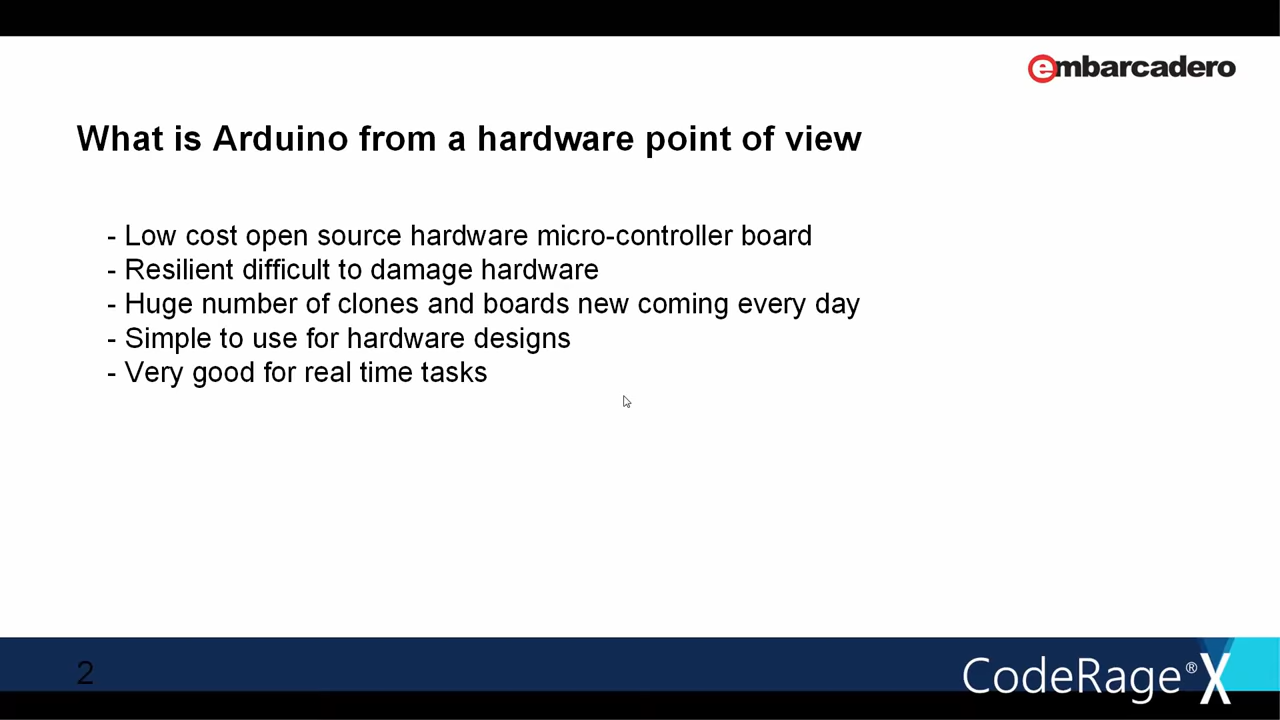 embarcadero
What is Arduino from a hardware point of view
- Low cost open source hardware micro-controller board
- Resilient difficult to damage hardware
- Huge number of clones and boards new coming every day
- Simple to use for hardware designs
- Very good for real time tasks
2
CodeRage® X